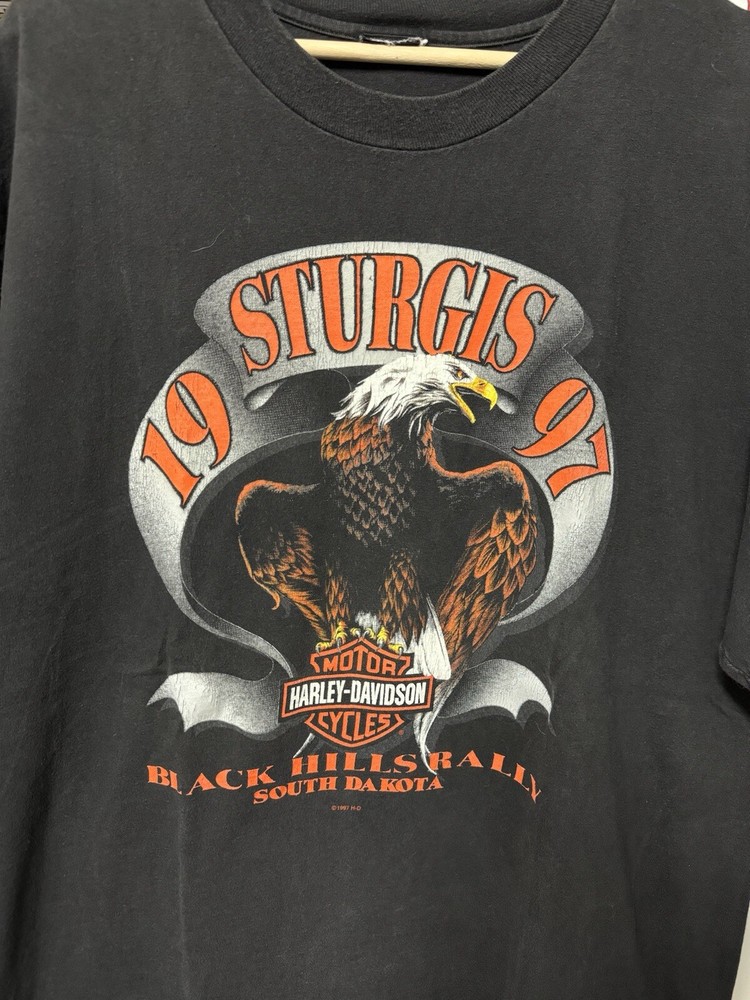 STURGIS
19 97
MOTOR
HARLEY-DAVIDSON
CYCLES
BLACK HILLS RALLY
SOUTH DAKOTA
©1997 H-D